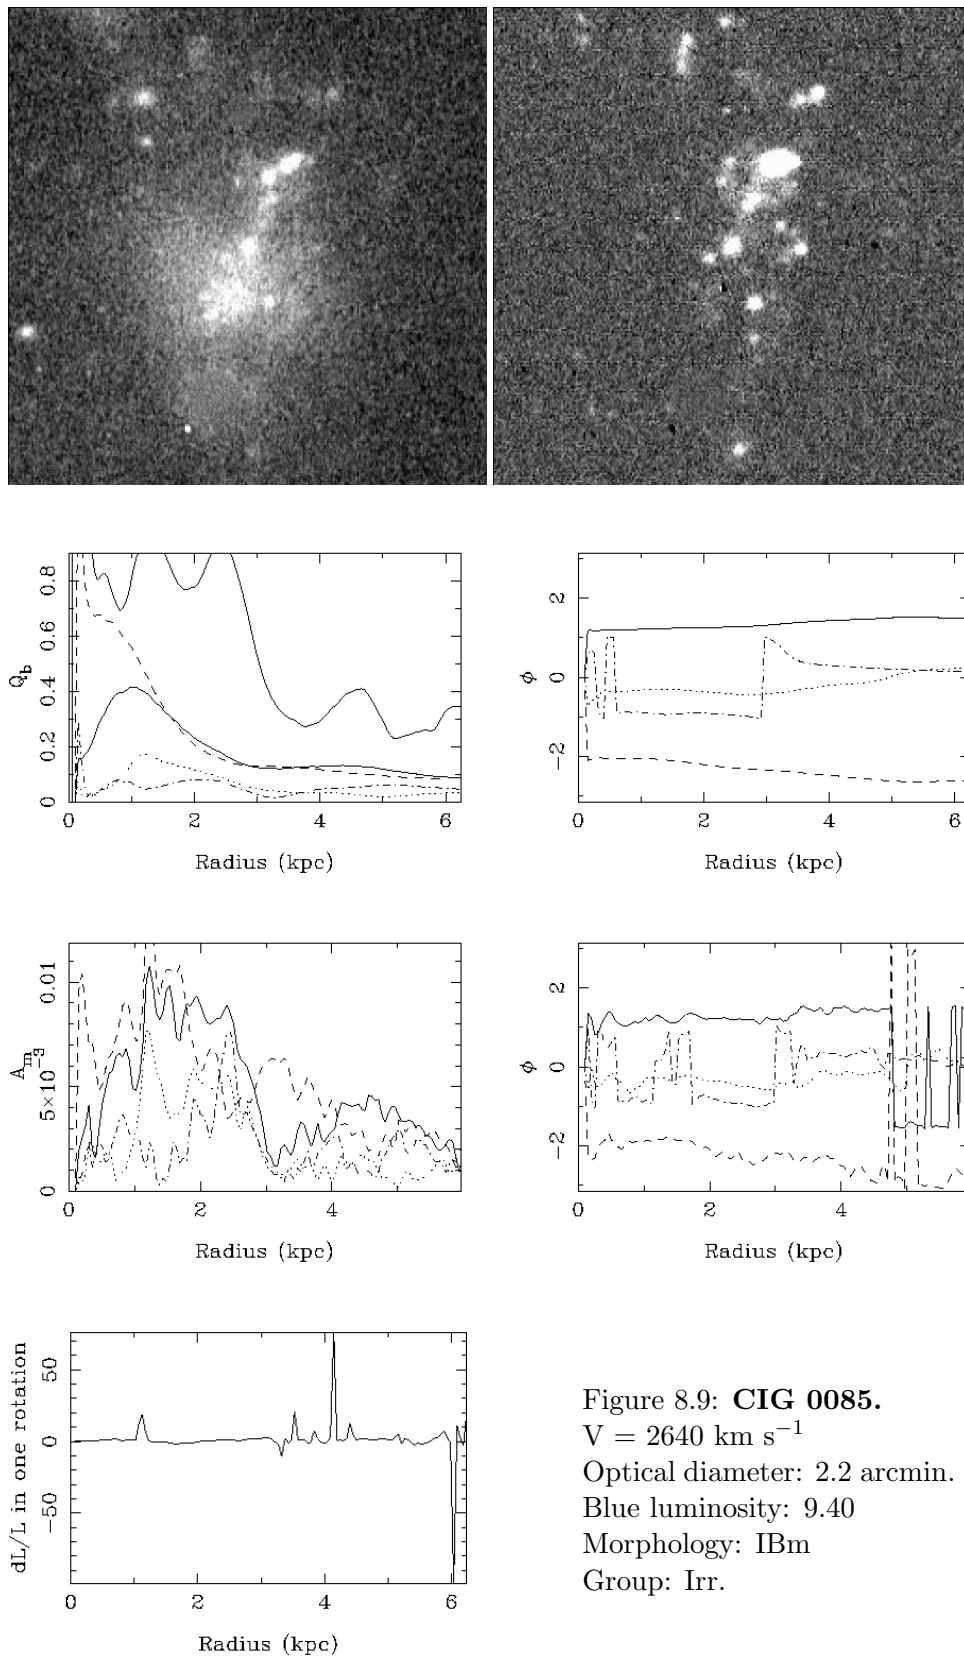 0.8
0.6
0.4
0.2
0
Q_b
0 2 4 6
Radius (kpc)
2
0
−2
ϕ
0 2 4 6
Radius (kpc)
0.01
5×10⁻³
0
A_m
0 2 4
Radius (kpc)
2
0
−2
ϕ
0 2 4
Radius (kpc)
50
0
−50
dL/L in one rotation
0 2 4 6
Radius (kpc)
Figure 8.9: CIG 0085.
V = 2640 km s⁻¹
Optical diameter: 2.2 arcmin.
Blue luminosity: 9.40
Morphology: IBm
Group: Irr.